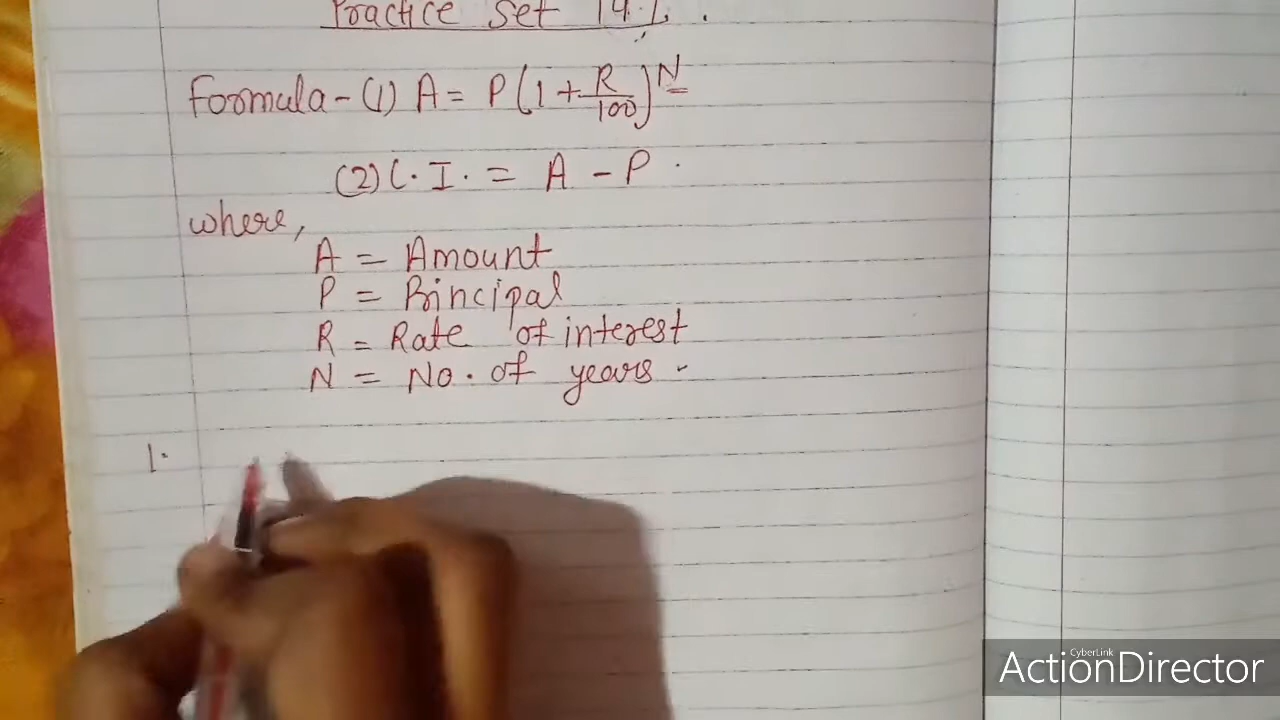 Practice Set 14.1.
Formula - (1) A = P(1 + R/100)^N
(2) C.I. = A - P.
where,
A = Amount
P = Principal
R = Rate of interest
N = No. of years.
1.
CyberLink
ActionDirector